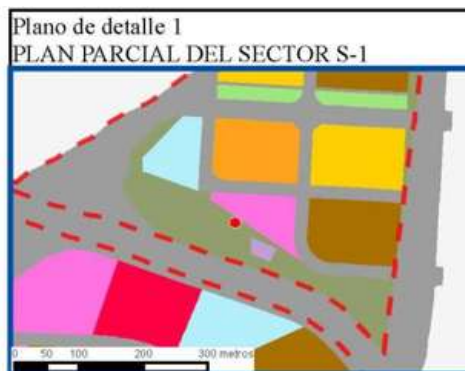 Plano de detalle 1
PLAN PARCIAL DEL SECTOR S-1
0 50 100 200 300 metros